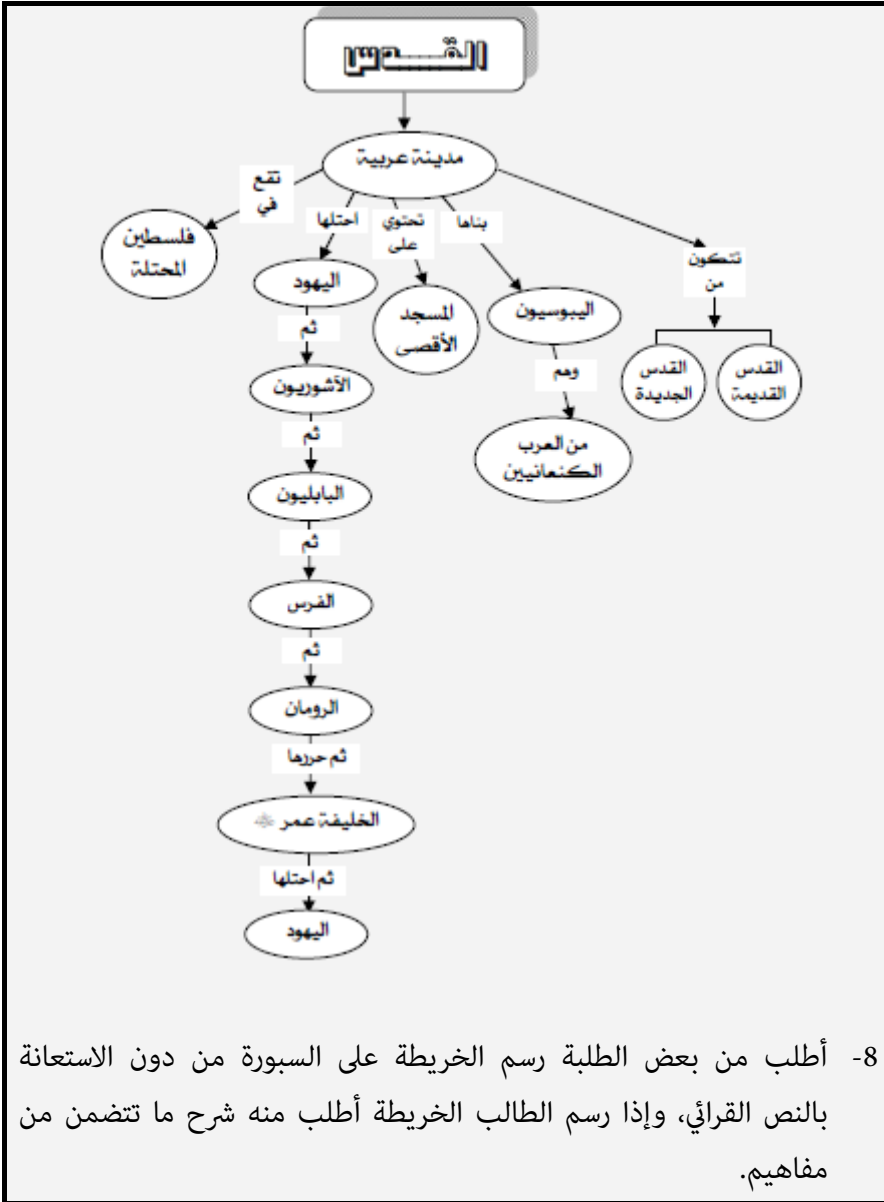 القدس
مدينة عربية
تتكون
من
القدس
القديمة
القدس
الجديدة
بناها
اليبوسيون
وهم
من العرب
الكنعانيين
تحتوي
على
المسجد
الأقصى
احتلها
اليهود
ثم
الآشوريون
ثم
البابليون
ثم
الفرس
ثم
الرومان
ثم حررها
الخليفة عمر
ثم احتلها
اليهود
تقع
في
فلسطين
المحتلة
8- أطلب من بعض الطلبة رسم الخريطة على السبورة من دون الاستعانة
بالنص القرائي، وإذا رسم الطالب الخريطة أطلب منه شرح ما تتضمن من
مفاهيم.